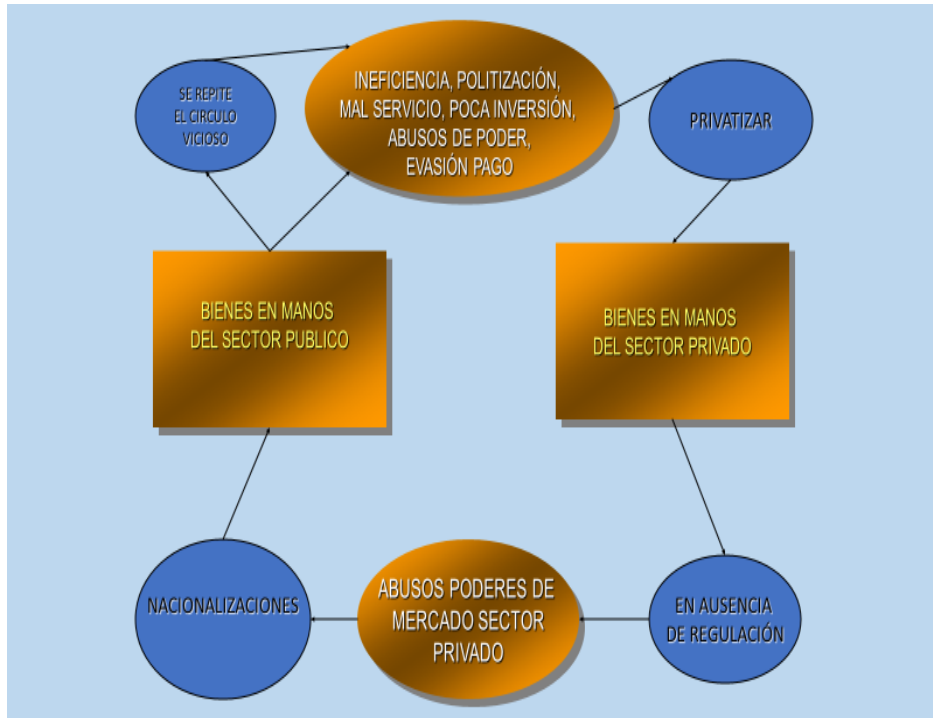 SE REPITE
EL CIRCULO
VICIOSO
INEFICIENCIA, POLITIZACIÓN,
MAL SERVICIO, POCA INVERSIÓN,
ABUSOS DE PODER,
EVASIÓN PAGO
PRIVATIZAR
BIENES EN MANOS
DEL SECTOR PUBLICO
BIENES EN MANOS
DEL SECTOR PRIVADO
NACIONALIZACIONES
ABUSOS PODERES DE
MERCADO SECTOR
PRIVADO
EN AUSENCIA
DE REGULACIÓN